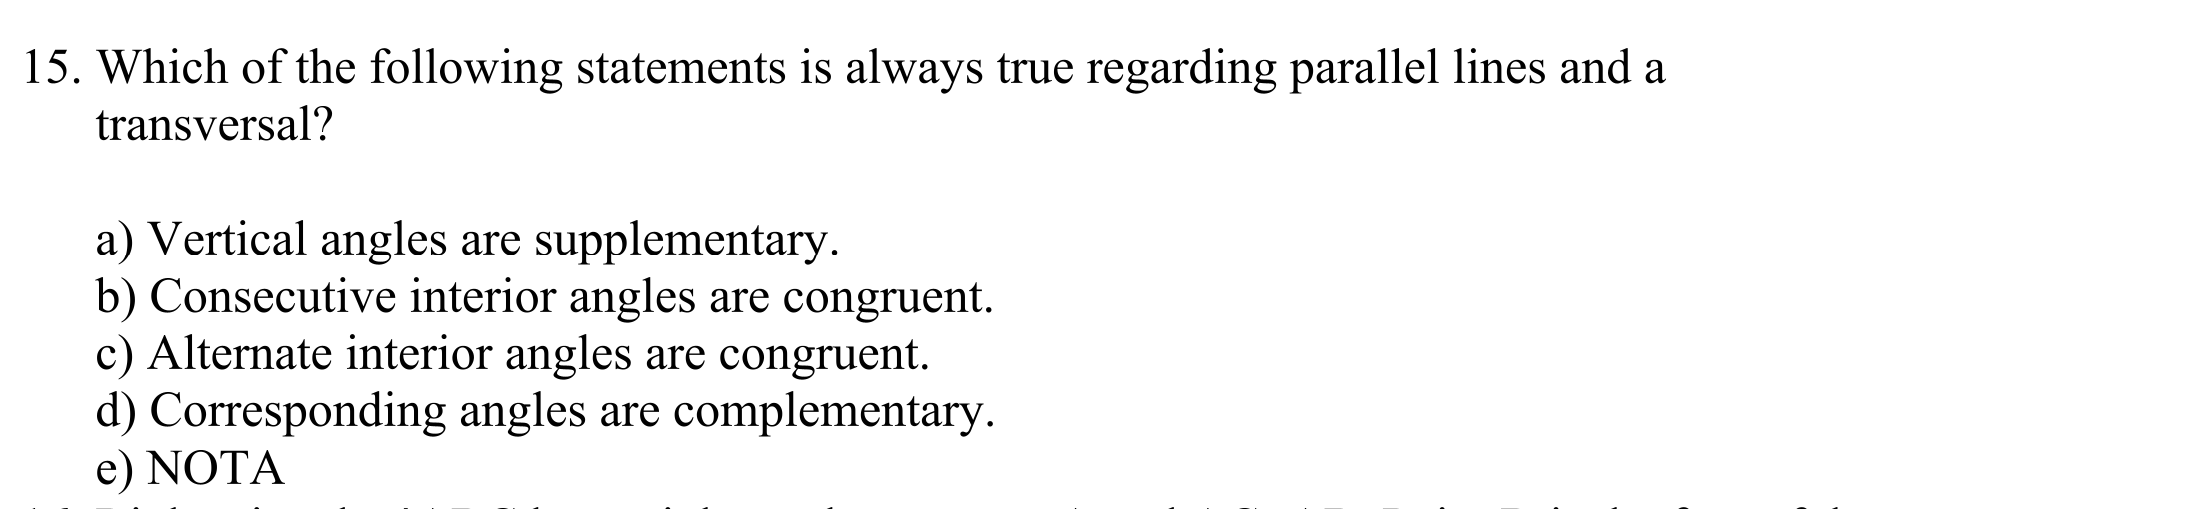 15. Which of the following statements is always true regarding parallel lines and a
transversal?
a) Vertical angles are supplementary.
b) Consecutive interior angles are congruent.
c) Alternate interior angles are congruent.
d) Corresponding angles are complementary.
e) NOTA